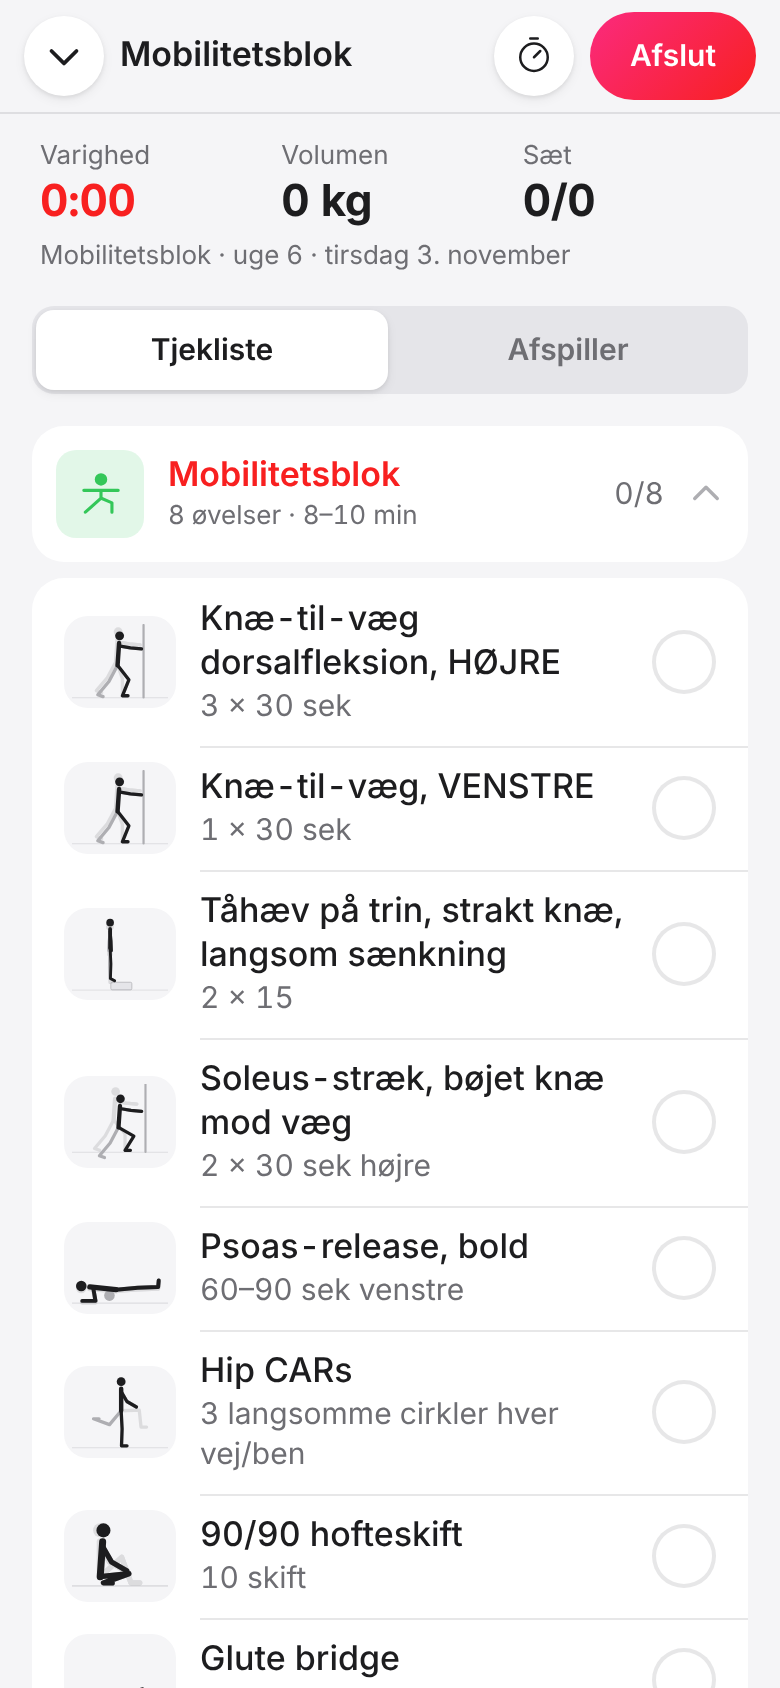 Mobilitetsblok
Afslut
Varighed
Volumen
Sæt
0:00
0 kg
0/0
Mobilitetsblok · uge 6 · tirsdag 3. november
Tjekliste
Afspiller
Mobilitetsblok
8 øvelser · 8–10 min
0/8
Knæ-til-væg
dorsalfleksion, HØJRE
3 × 30 sek
Knæ-til-væg, VENSTRE
1 × 30 sek
Tåhæv på trin, strakt knæ,
langsom sænkning
2 × 15
Soleus-stræk, bøjet knæ
mod væg
2 × 30 sek højre
Psoas-release, bold
60–90 sek venstre
Hip CARs
3 langsomme cirkler hver
vej/ben
90/90 hofteskift
10 skift
Glute bridge